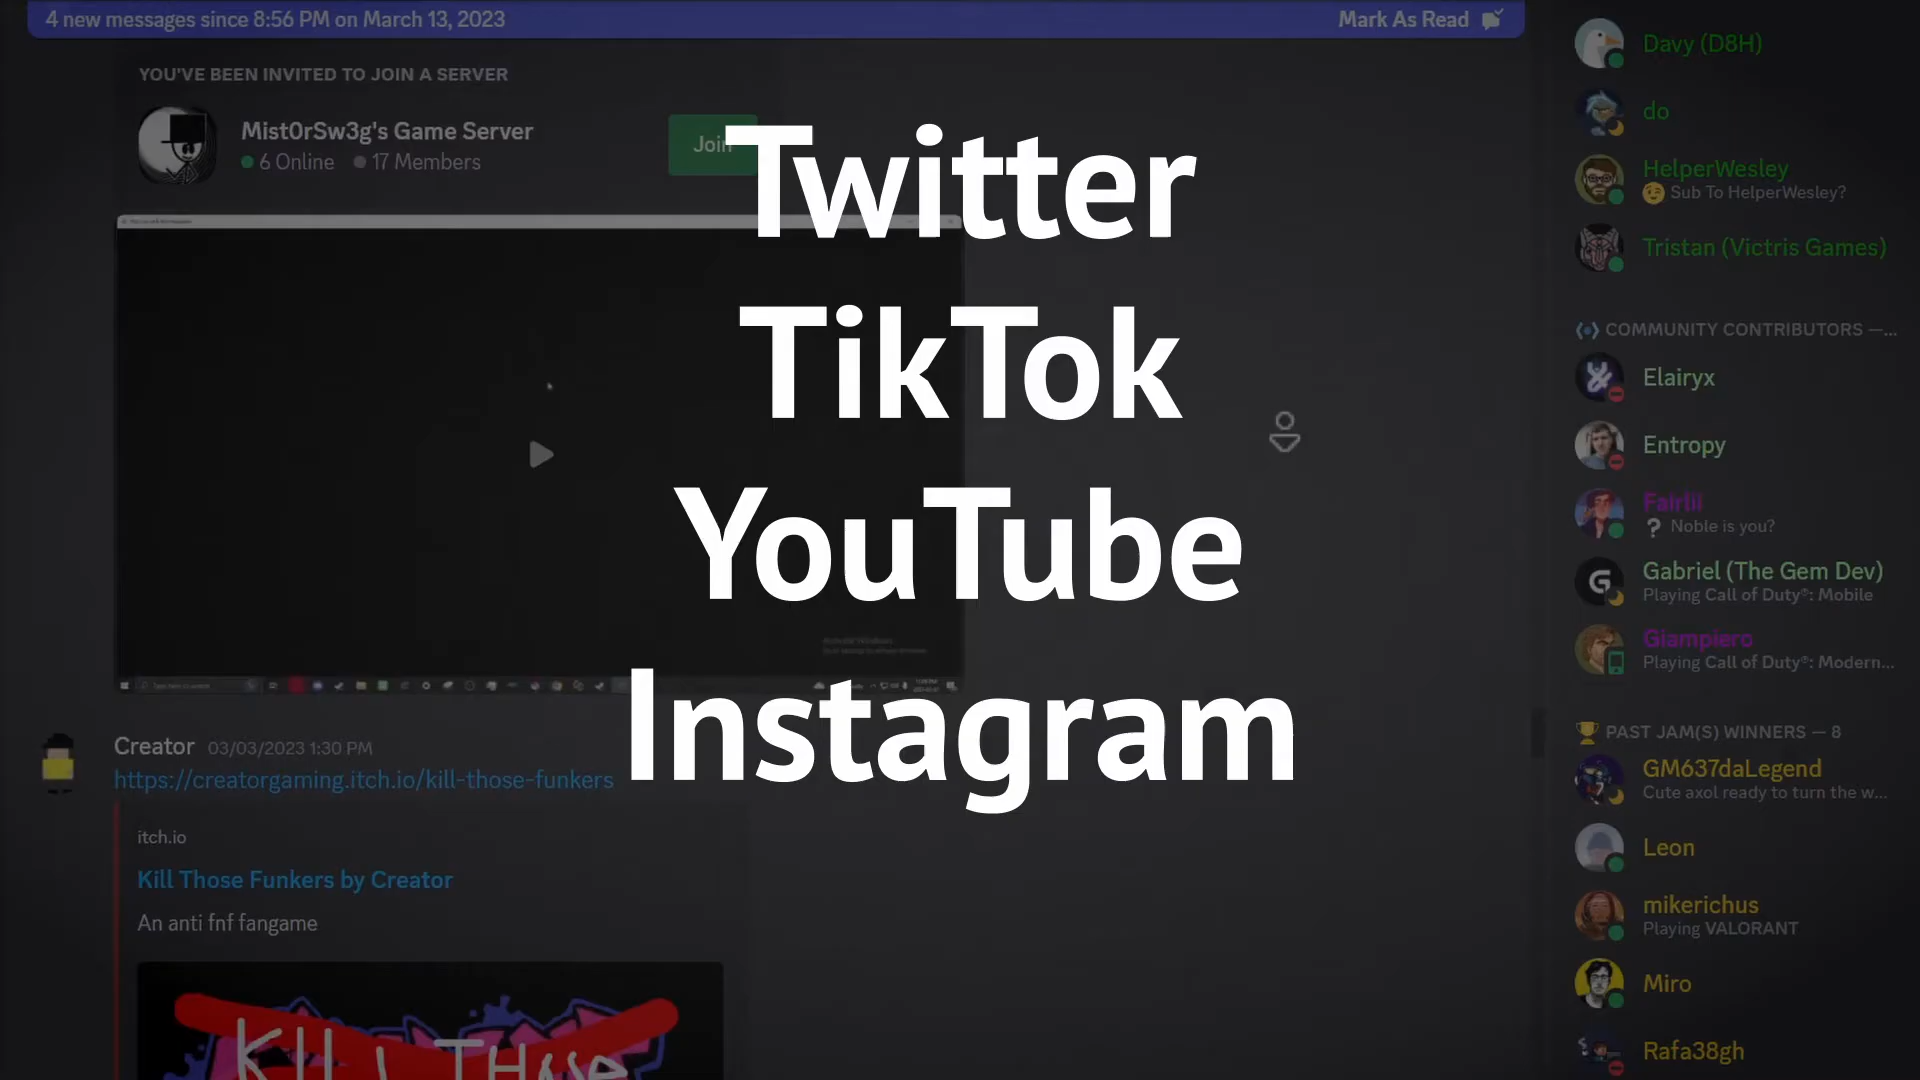 4 new messages since 8:56 PM on March 13, 2023
Mark As Read
YOU'VE BEEN INVITED TO JOIN A SERVER
Mist0rSw3g's Game Server
6 Online 17 Members
Join
Twitter
TikTok
YouTube
Instagram
Creator 03/03/2023 1:30 PM
https://creatorgaming.itch.io/kill-those-funkers
itch.io
Kill Those Funkers by Creator
An anti fnf fangame
KILL THOSE
Davy (D8H)
do
HelperWesley
Sub To HelperWesley?
Tristan (Victris Games)
COMMUNITY CONTRIBUTORS —...
Elairyx
Entropy
Fairlil
Noble is you?
Gabriel (The Gem Dev)
Playing Call of Duty®: Mobile
Giampiero
Playing Call of Duty®: Modern...
PAST JAM(S) WINNERS — 8
GM637daLegend
Cute axol ready to turn the w...
Leon
mikerichus
Playing VALORANT
Miro
Rafa38gh